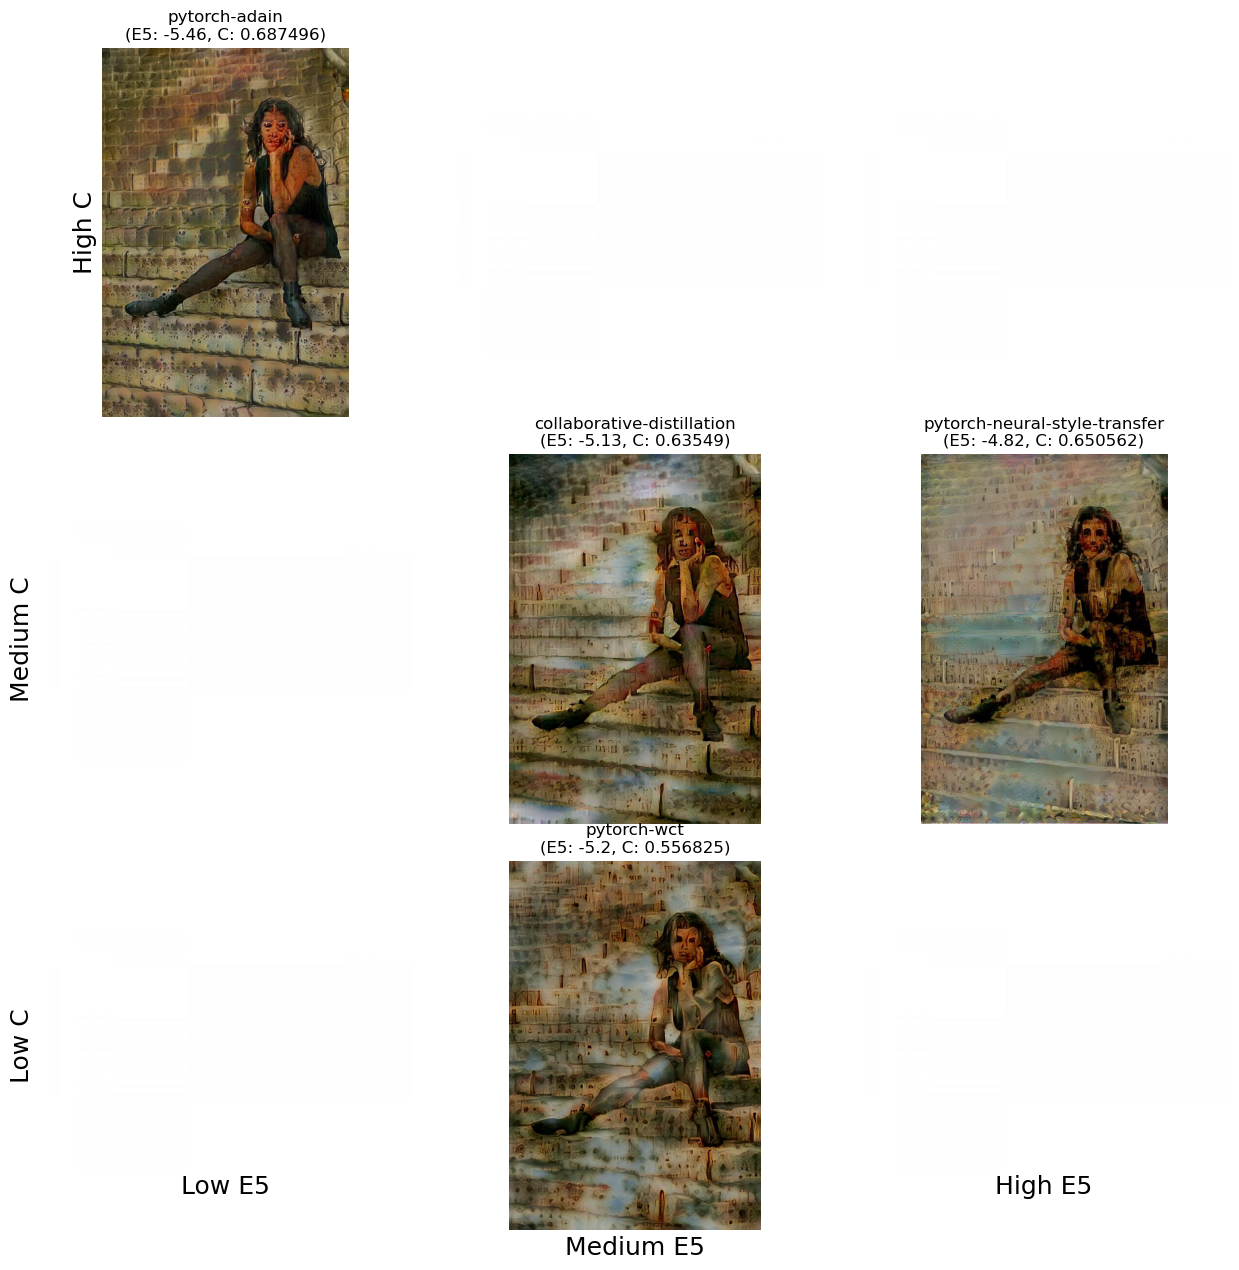 pytorch-adain
(E5: -5.46, C: 0.687496)
High C
collaborative-distillation
(E5: -5.13, C: 0.63549)
pytorch-neural-style-transfer
(E5: -4.82, C: 0.650562)
Medium C
pytorch-wct
(E5: -5.2, C: 0.556825)
Low C
Low E5
High E5
Medium E5